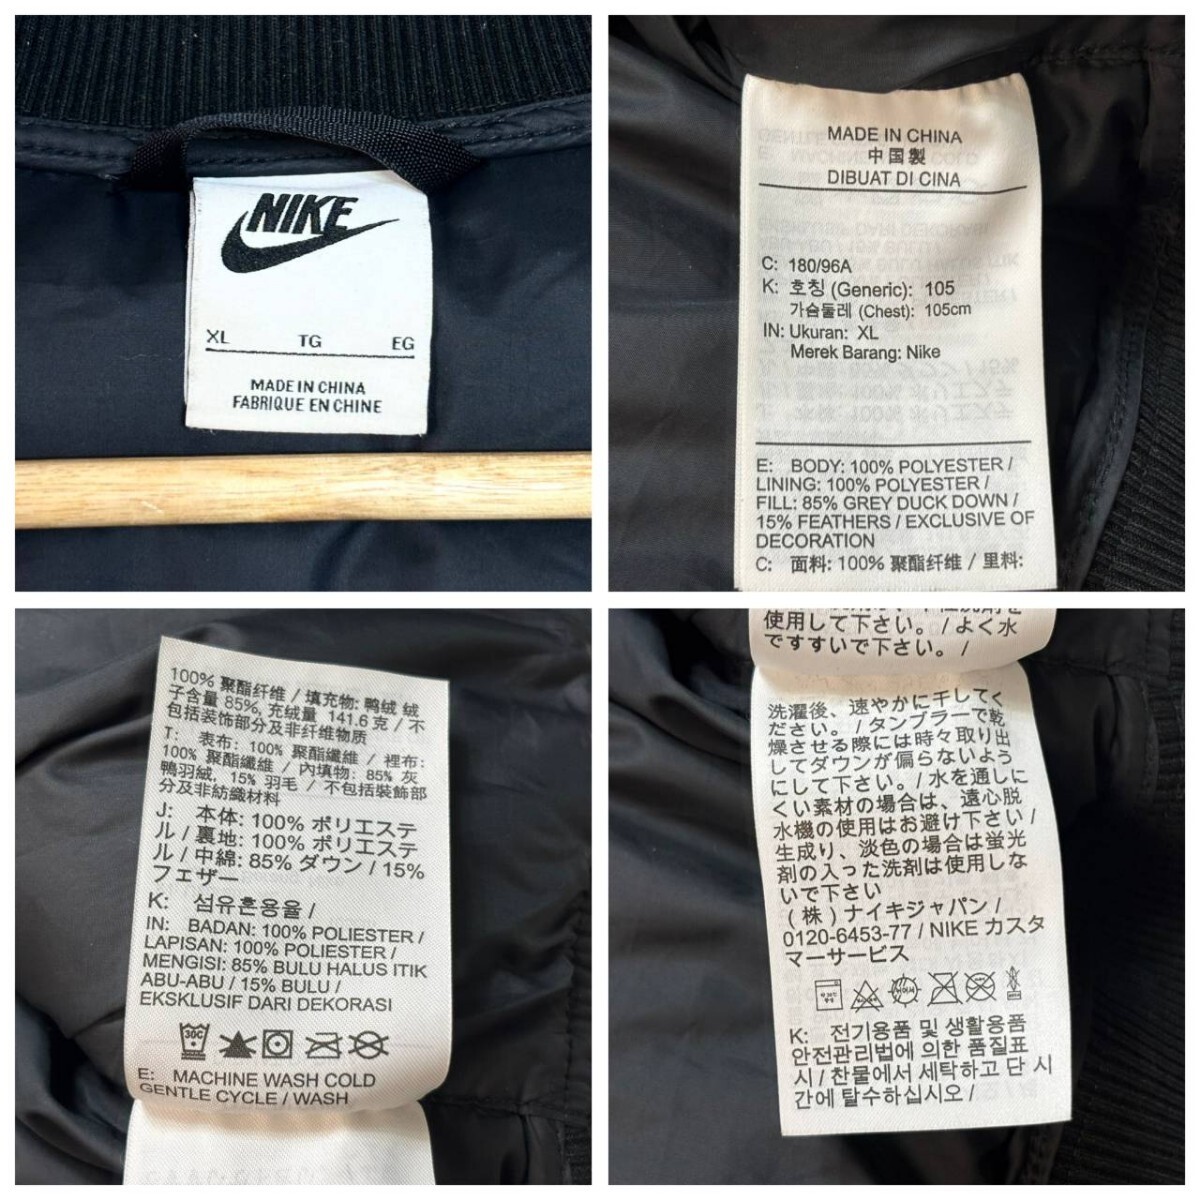 NIKE
XL TG EG
MADE IN CHINA
FABRIQUE EN CHINE
MADE IN CHINA
中国製
DIBUAT DI CINA
C: 180/96A
K: 호칭 (Generic): 105
가슴둘레 (Chest): 105cm
IN: Ukuran: XL
Merek Barang: Nike
E: BODY: 100% POLYESTER /
LINING: 100% POLYESTER /
FILL: 85% GREY DUCK DOWN /
15% FEATHERS / EXCLUSIVE OF
DECORATION
C: 面料: 100% 聚酯纤维 / 里料:
100% 聚酯纤维 / 填充物: 鸭绒 绒
子含量 85%, 充绒量 141.6 克 / 不
包括装饰部分及非纤维物质
T: 表布: 100% 聚酯纖維 / 裡布:
100% 聚酯纖維 / 內填物: 85% 灰
鴨羽絨, 15% 羽毛 / 不包括裝飾部
分及非紡織材料
J: 本体: 100% ポリエステ
ル / 裏地: 100% ポリエステ
ル / 中綿: 85% ダウン / 15%
フェザー
K: 섬유혼용율 /
IN: BADAN: 100% POLIESTER /
LAPISAN: 100% POLIESTER /
MENGISI: 85% BULU HALUS ITIK
ABU-ABU / 15% BULU /
EKSKLUSIF DARI DEKORASI
30C
E: MACHINE WASH COLD
GENTLE CYCLE / WASH
使用して下さい。/ よく水
ですすいで下さい。/
洗濯後、速やかに干してく
ださい。/ タンブラーで乾
燥させる際には時々取り出
してダウンが偏らないよう
にして下さい。/ 水を通しに
くい素材の場合は、遠心脱
水機の使用はお避け下さい /
生成り、淡色の場合は蛍光
剤の入った洗剤は使用しな
いで下さい
(株) ナイキジャパン /
0120-6453-77 / NIKE カスタ
マーサービス
K: 전기용품 및 생활용품
안전관리법에 의한 품질표
시 / 찬물에서 세탁하고 단 시
간에 탈수하십시오 /